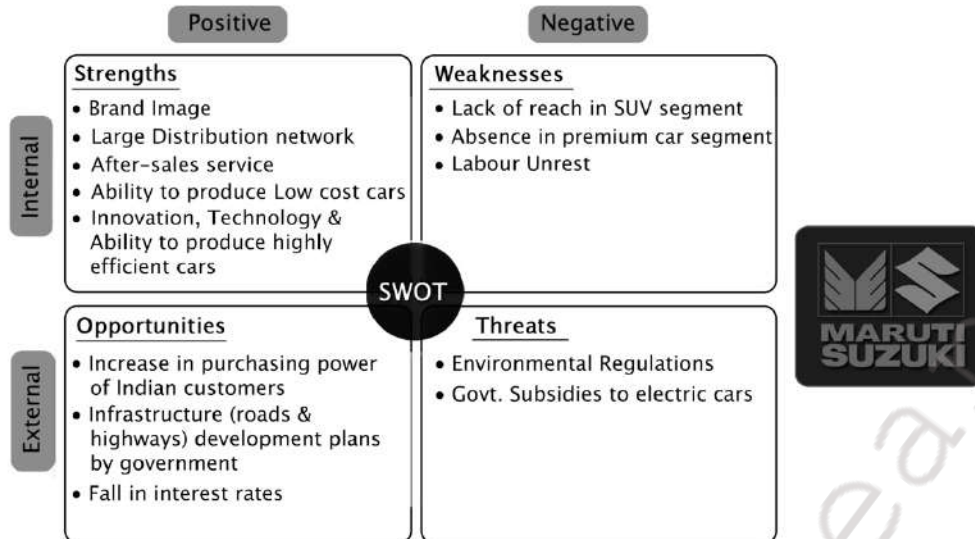 Positive
Negative
Internal
Strengths
• Brand Image
• Large Distribution network
• After-sales service
• Ability to produce Low cost cars
• Innovation, Technology &
Ability to produce highly
efficient cars
Weaknesses
• Lack of reach in SUV segment
• Absence in premium car segment
• Labour Unrest
SWOT
External
Opportunities
• Increase in purchasing power
of Indian customers
• Infrastructure (roads &
highways) development plans
by government
• Fall in interest rates
Threats
• Environmental Regulations
• Govt. Subsidies to electric cars
MARUTI
SUZUKI